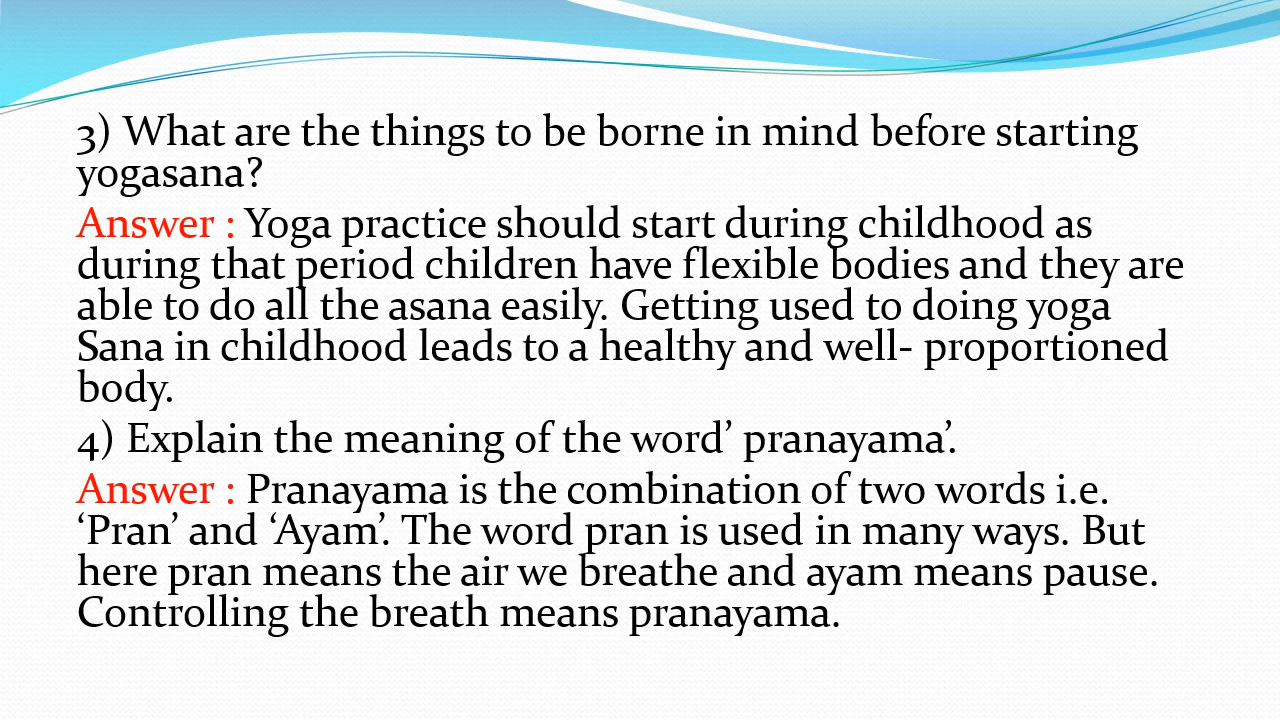 3) What are the things to be borne in mind before starting
yogasana?
Answer : Yoga practice should start during childhood as
during that period children have flexible bodies and they are
able to do all the asana easily. Getting used to doing yoga
Sana in childhood leads to a healthy and well- proportioned
body.
4) Explain the meaning of the word’ pranayama’.
Answer : Pranayama is the combination of two words i.e.
‘Pran’ and ‘Ayam’. The word pran is used in many ways. But
here pran means the air we breathe and ayam means pause.
Controlling the breath means pranayama.